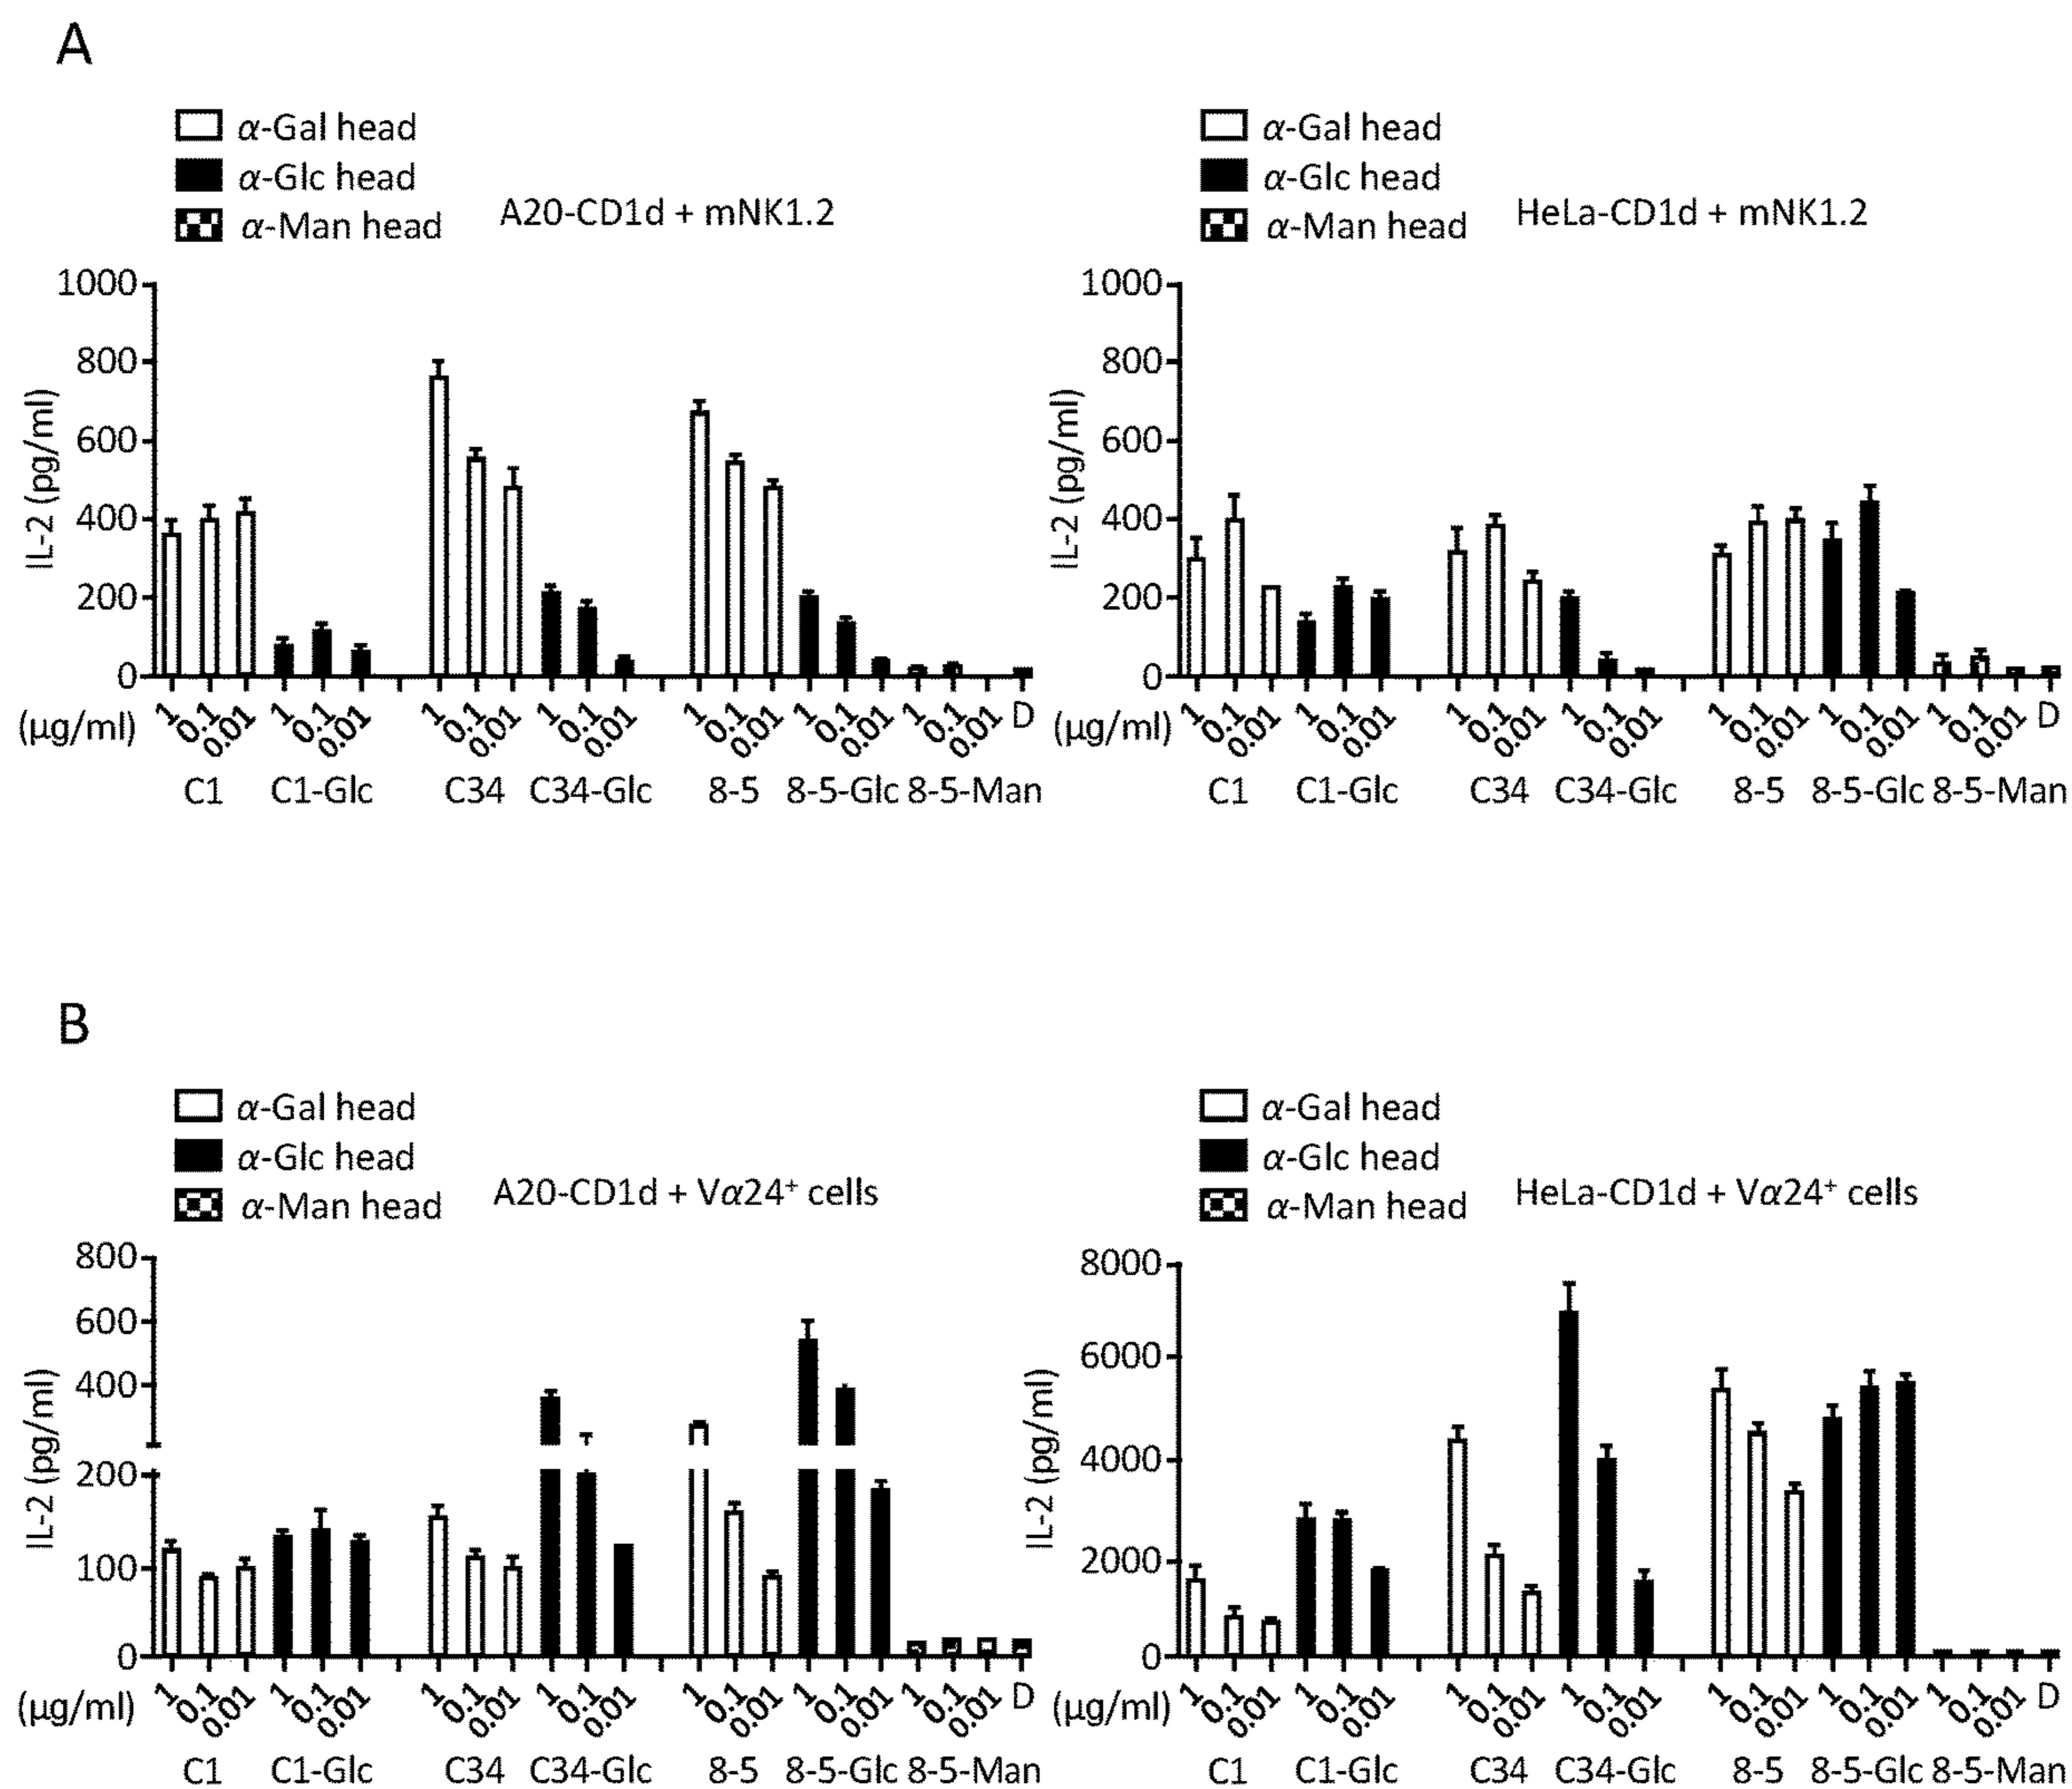 A
α-Gal head
α-Glc head
α-Man head
A20-CD1d + mNK1.2
IL-2 (pg/ml)
1000
800
600
400
200
0
(μg/ml)
1 0.1 0.01 1 0.1 0.01 1 0.1 0.01 1 0.1 0.01 1 0.1 0.01 1 0.1 0.01 1 0.1 0.01 D
C1 C1-Glc C34 C34-Glc 8-5 8-5-Glc 8-5-Man
α-Gal head
α-Glc head
α-Man head
HeLa-CD1d + mNK1.2
IL-2 (pg/ml)
1000
800
600
400
200
0
(μg/ml)
1 0.1 0.01 1 0.1 0.01 1 0.1 0.01 1 0.1 0.01 1 0.1 0.01 1 0.1 0.01 1 0.1 0.01 D
C1 C1-Glc C34 C34-Glc 8-5 8-5-Glc 8-5-Man
B
α-Gal head
α-Glc head
α-Man head
A20-CD1d + Vα24⁺ cells
IL-2 (pg/ml)
800
600
400
200
100
0
(μg/ml)
1 0.1 0.01 1 0.1 0.01 1 0.1 0.01 1 0.1 0.01 1 0.1 0.01 1 0.1 0.01 1 0.1 0.01 D
C1 C1-Glc C34 C34-Glc 8-5 8-5-Glc 8-5-Man
α-Gal head
α-Glc head
α-Man head
HeLa-CD1d + Vα24⁺ cells
IL-2 (pg/ml)
8000
6000
4000
2000
0
(μg/ml)
1 0.1 0.01 1 0.1 0.01 1 0.1 0.01 1 0.1 0.01 1 0.1 0.01 1 0.1 0.01 1 0.1 0.01 D
C1 C1-Glc C34 C34-Glc 8-5 8-5-Glc 8-5-Man